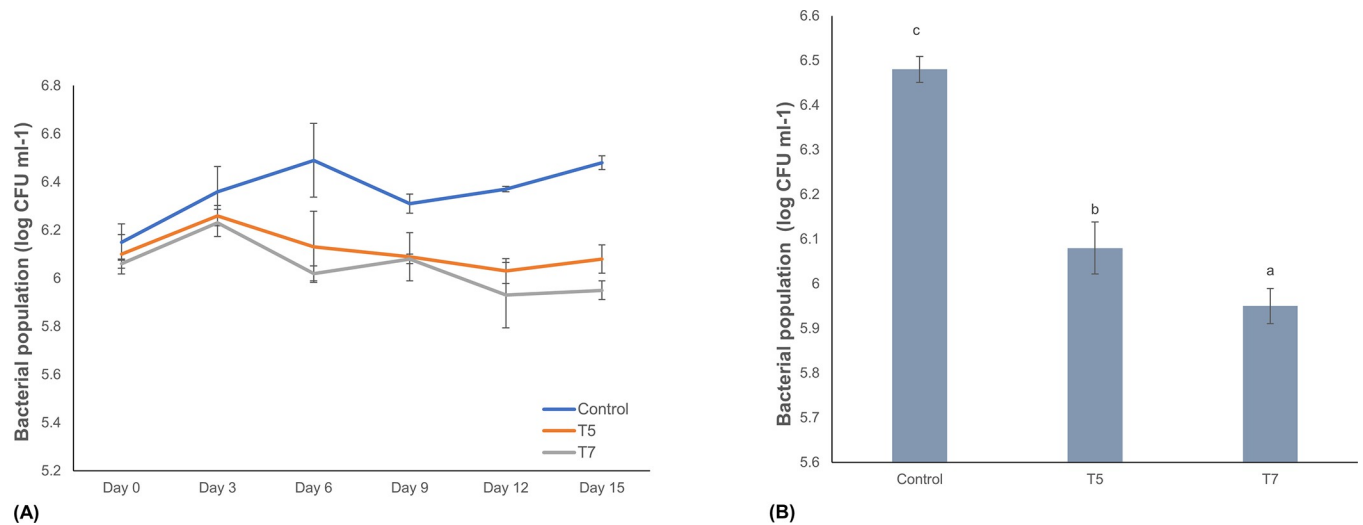 Bacterial population (log CFU ml-1)
6.8
6.6
6.4
6.2
6
5.8
5.6
5.4
5.2
Day 0 Day 3 Day 6 Day 9 Day 12 Day 15
Control
T5
T7
(A)
Bacterial population (log CFU ml-1)
6.6
6.5
6.4
6.3
6.2
6.1
6
5.9
5.8
5.7
5.6
c
b
a
Control T5 T7
(B)